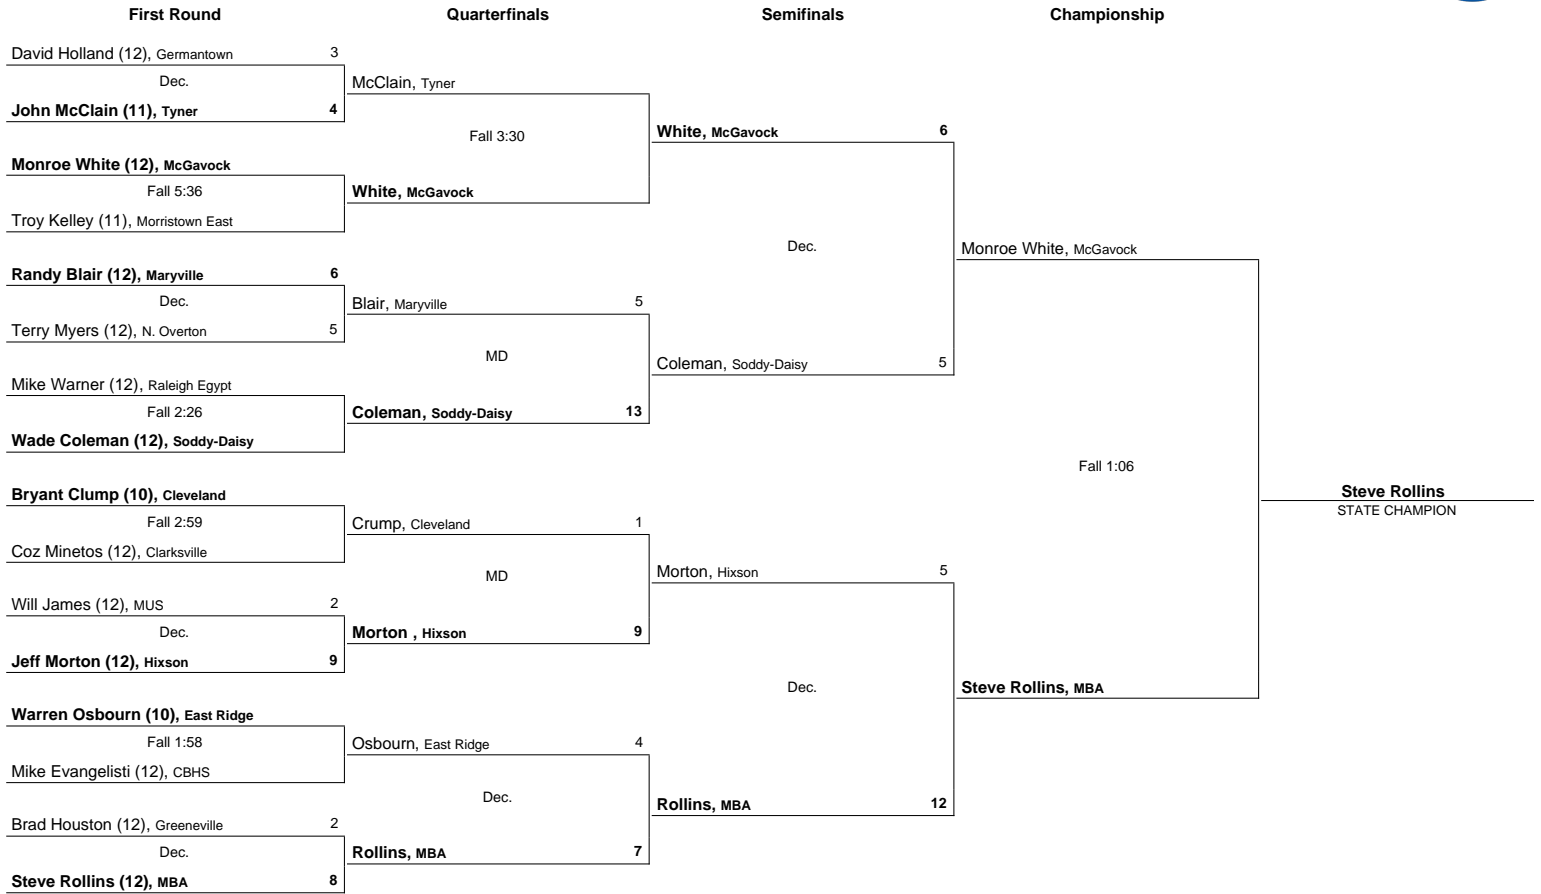 First Round Quarterfinals Semifinals Championship
David Holland (12), Germantown 3
Dec.
John McClain (11), Tyner 4
Monroe White (12), McGavock
Fall 5:36
Troy Kelley (11), Morristown East
Randy Blair (12), Maryville 6
Dec.
Terry Myers (12), N. Overton 5
Mike Warner (12), Raleigh Egypt
Fall 2:26
Wade Coleman (12), Soddy-Daisy
Bryant Clump (10), Cleveland
Fall 2:59
Coz Minetos (12), Clarksville
Will James (12), MUS 2
Dec.
Jeff Morton (12), Hixson 9
Warren Osbourn (10), East Ridge
Fall 1:58
Mike Evangelisti (12), CBHS
Brad Houston (12), Greeneville 2
Dec.
Steve Rollins (12), MBA 8
McClain, Tyner
Fall 3:30
White, McGavock
Blair, Maryville 5
MD
Coleman, Soddy-Daisy 13
Crump, Cleveland 1
MD
Morton , Hixson 9
Osbourn, East Ridge 4
Dec.
Rollins, MBA 7
White, McGavock 6
Dec.
Coleman, Soddy-Daisy 5
Morton, Hixson 5
Dec.
Rollins, MBA 12
Monroe White, McGavock
Fall 1:06
Steve Rollins, MBA
Steve Rollins
STATE CHAMPION